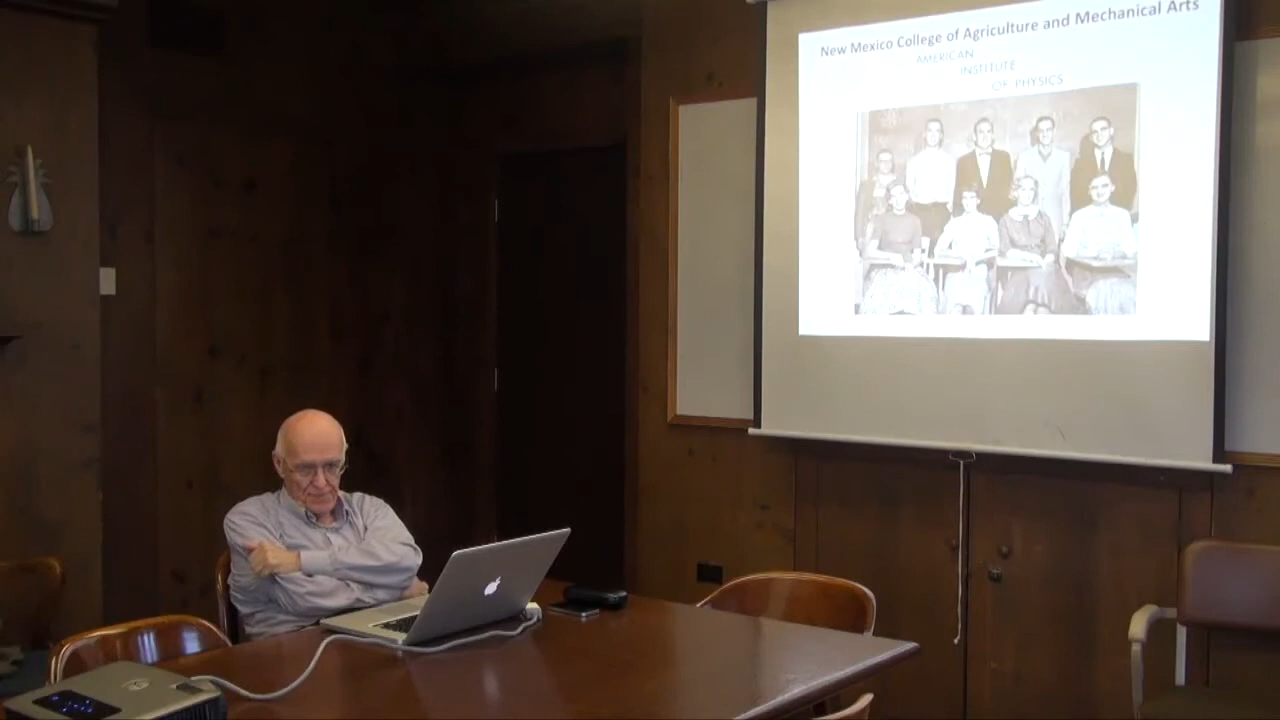 New Mexico College of Agriculture and Mechanical Arts
AMERICAN
INSTITUTE
OF PHYSICS